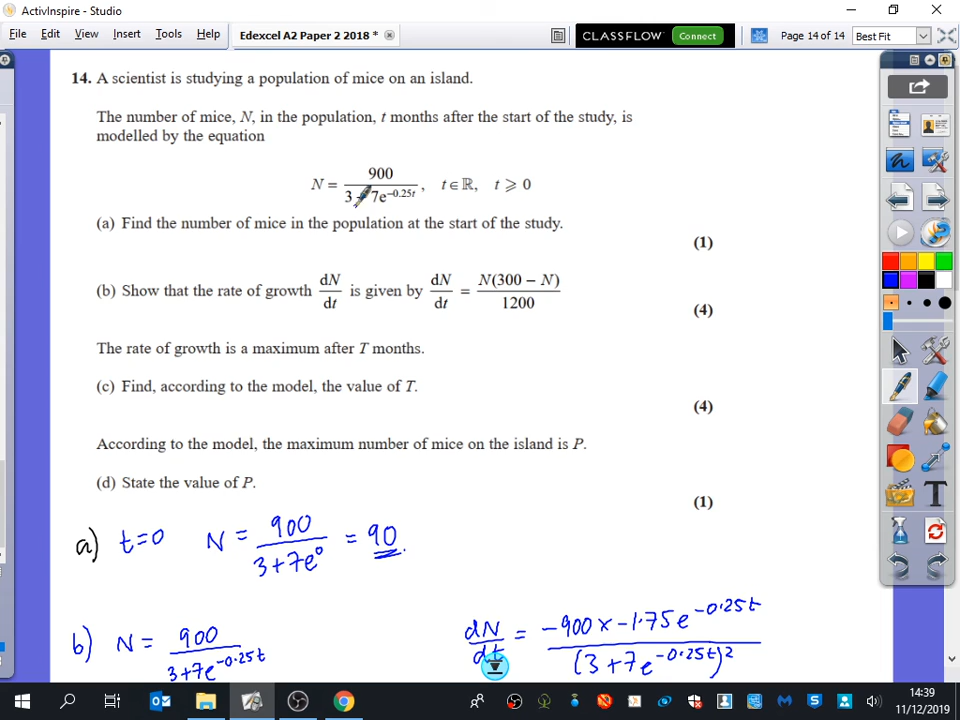 ActivInspire - Studio
File Edit View Insert Tools Help Edexcel A2 Paper 2 2018 * CLASSFLOW Connect Page 14 of 14 Best Fit
14. A scientist is studying a population of mice on an island.
The number of mice, N, in the population, t months after the start of the study, is
modelled by the equation
N = 900 / (3 + 7e^(−0.25t)), t ∈ ℝ, t ⩾ 0
(a) Find the number of mice in the population at the start of the study.
(1)
(b) Show that the rate of growth dN/dt is given by dN/dt = N(300 − N)/1200
(4)
The rate of growth is a maximum after T months.
(c) Find, according to the model, the value of T.
(4)
According to the model, the maximum number of mice on the island is P.
(d) State the value of P.
(1)
a) t=0 N = 900/(3+7e^0) = 90.
b) N = 900/(3+7e^(-0.25t)) dN/dt = (-900 × -1.75e^(-0.25t))/(3+7e^(-0.25t))^2
14:39
11/12/2019